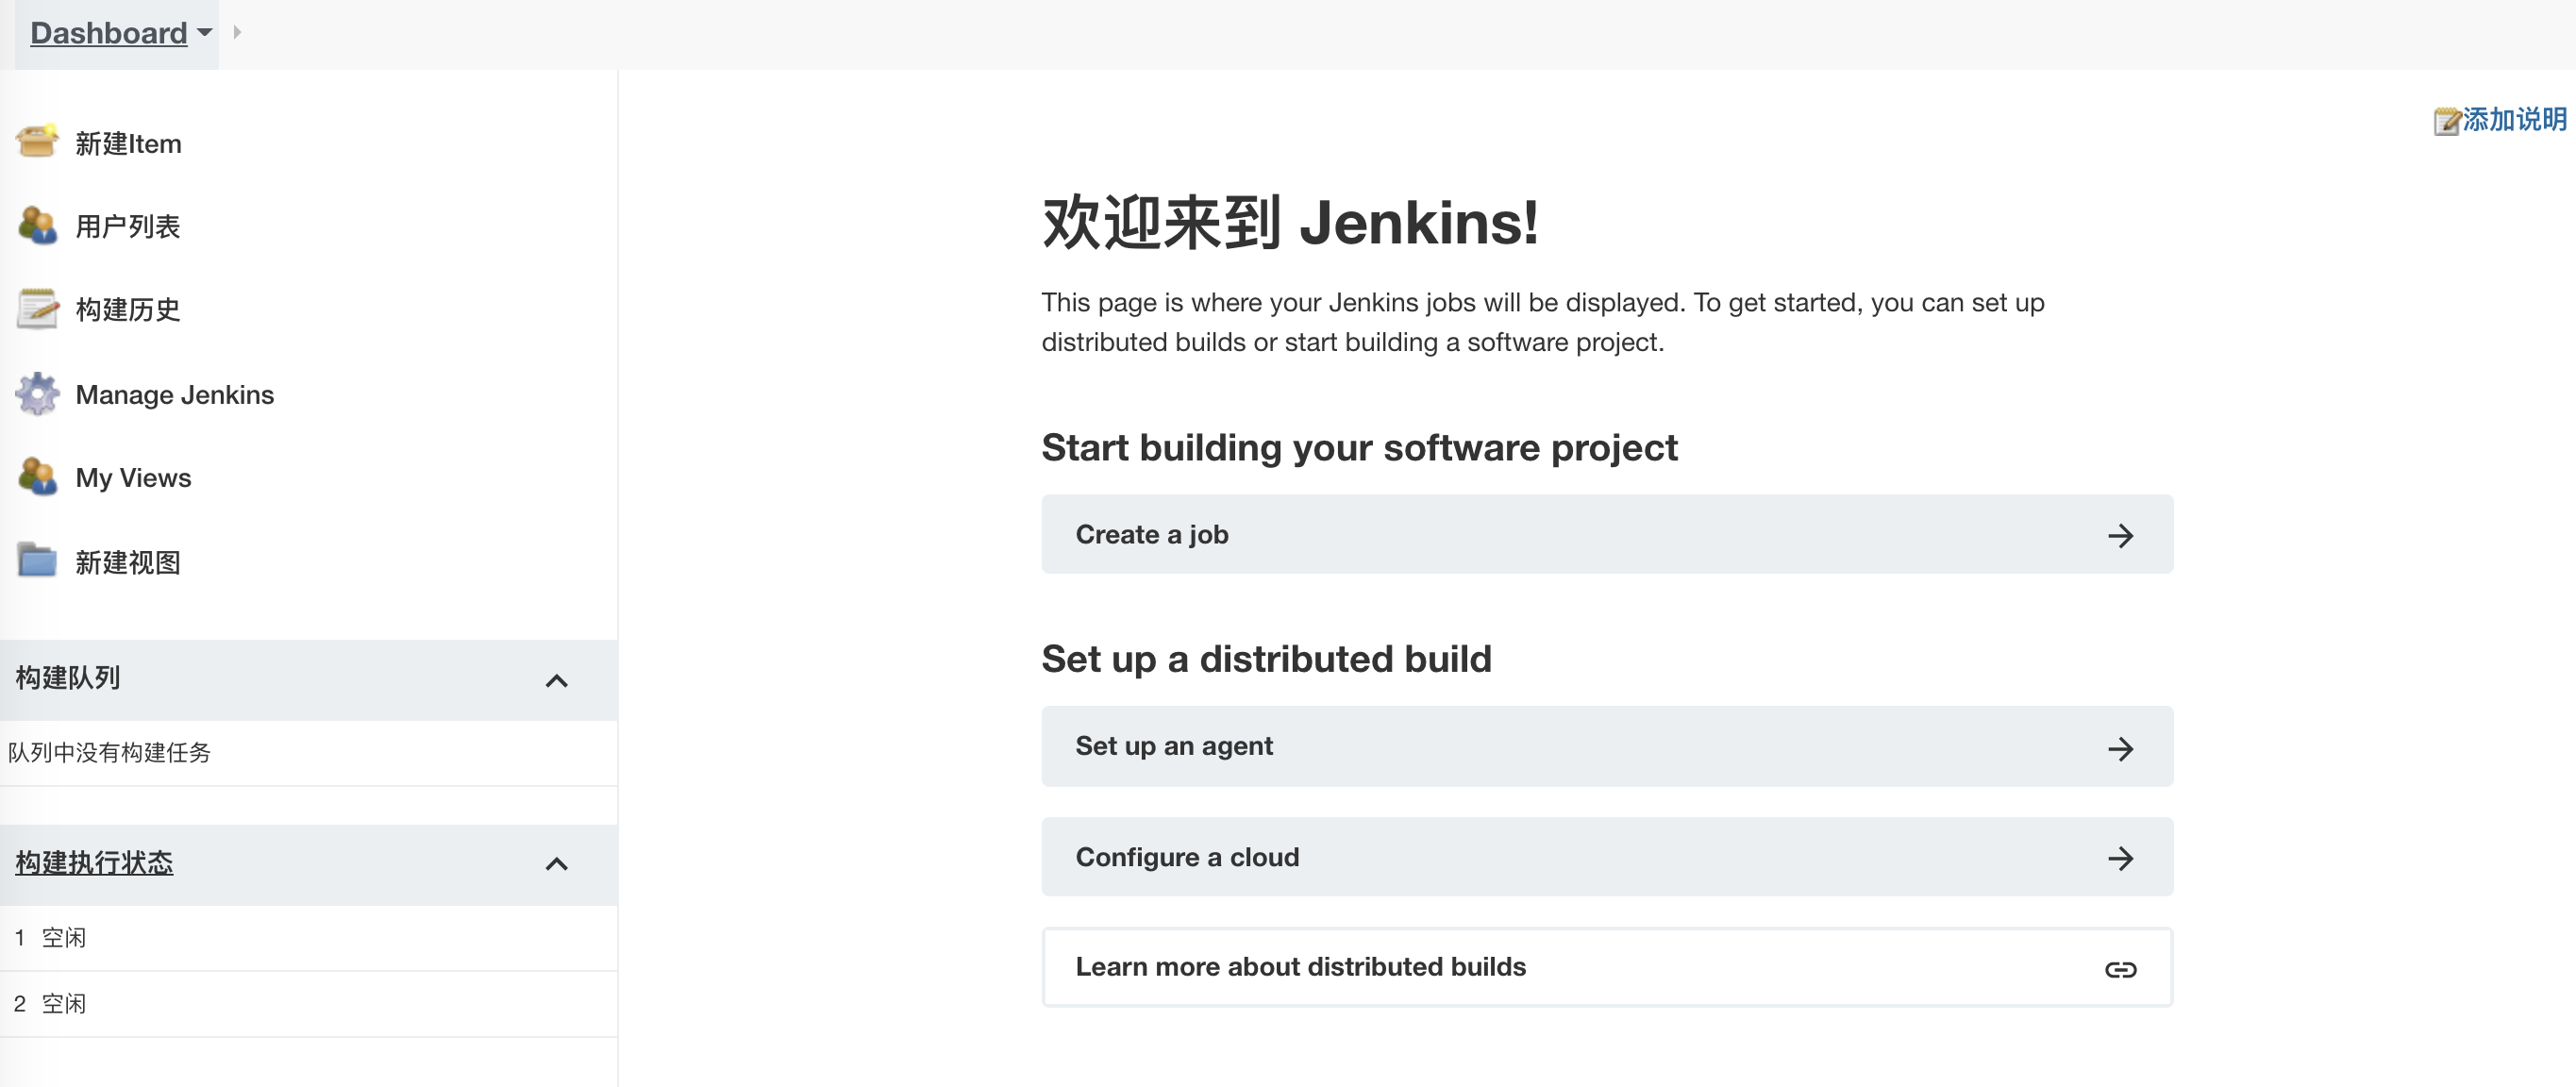 Dashboard
新建Item
用户列表
构建历史
Manage Jenkins
My Views
新建视图
构建队列
队列中没有构建任务
构建执行状态
1 空闲
2 空闲
添加说明
欢迎来到 Jenkins!
This page is where your Jenkins jobs will be displayed. To get started, you can set up
distributed builds or start building a software project.
Start building your software project
Create a job
Set up a distributed build
Set up an agent
Configure a cloud
Learn more about distributed builds